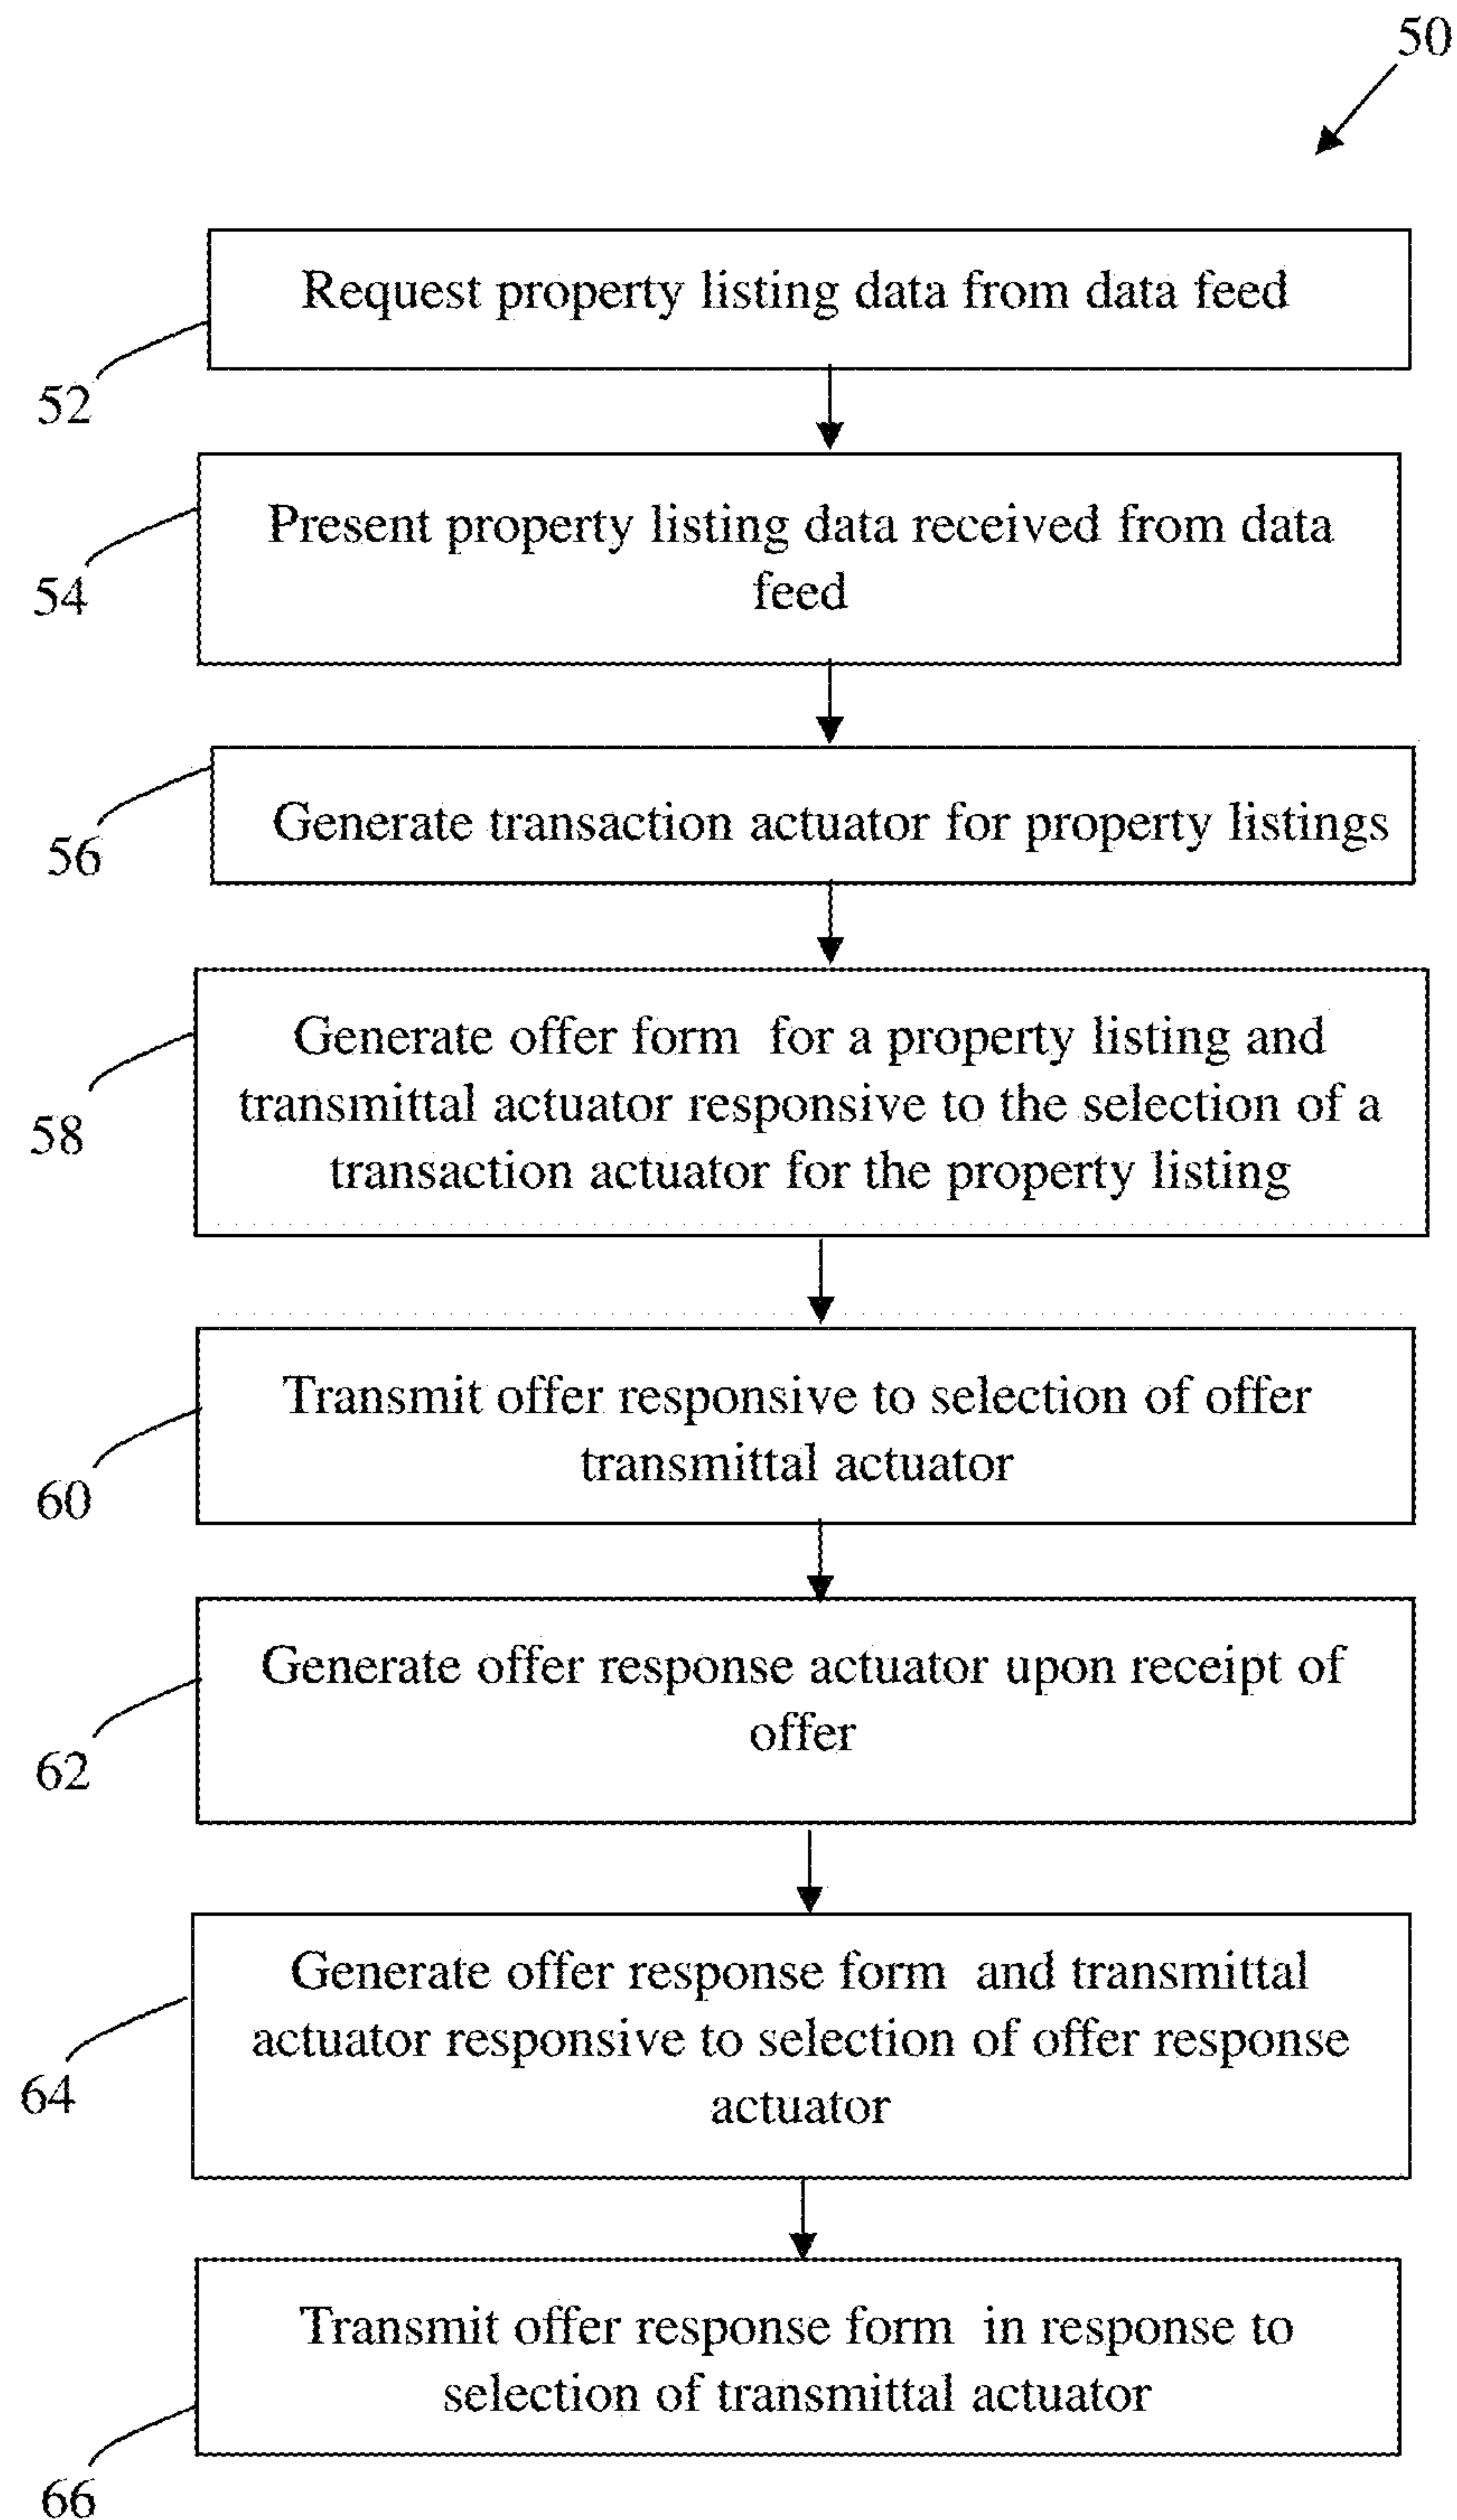 50
Request property listing data from data feed
52
Present property listing data received from data
feed
54
Generate transaction actuator for property listings
56
Generate offer form for a property listing and
transmittal actuator responsive to the selection of a
transaction actuator for the property listing
58
Transmit offer responsive to selection of offer
transmittal actuator
60
Generate offer response actuator upon receipt of
offer
62
Generate offer response form and transmittal
actuator responsive to selection of offer response
actuator
64
Transmit offer response form in response to
selection of transmittal actuator
66